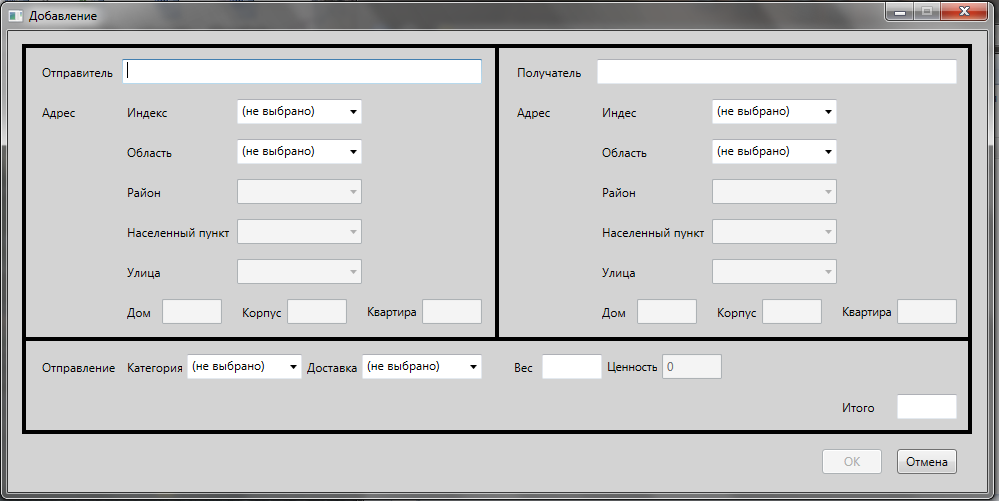 Добавление
Отправитель
Адрес Индекс (не выбрано)
Область (не выбрано)
Район
Населенный пункт
Улица
Дом Корпус Квартира
Получатель
Адрес Индес (не выбрано)
Область (не выбрано)
Район
Населенный пункт
Улица
Дом Корпус Квартира
Отправление Категория (не выбрано) Доставка (не выбрано) Вес Ценность 0
Итого
OK Отмена